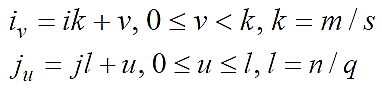 i_v = ik + v, 0 ≤ v < k, k = m / s
j_u = jl + u, 0 ≤ u ≤ l, l = n / q